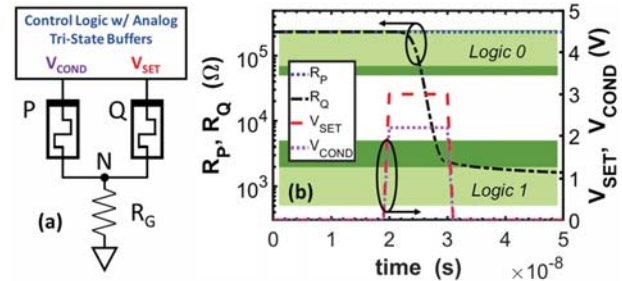 (a)
Control Logic w/ Analog
Tri-State Buffers
V_COND V_SET
P Q
N
R_G
(b)
R_P, R_Q (Ω)
10^5
10^4
10^3
Logic 0
R_P
R_Q
V_SET
V_COND
Logic 1
5
4
3
2
1
0
V_SET, V_COND (V)
0 1 2 3 4 5
time (s) × 10^-8